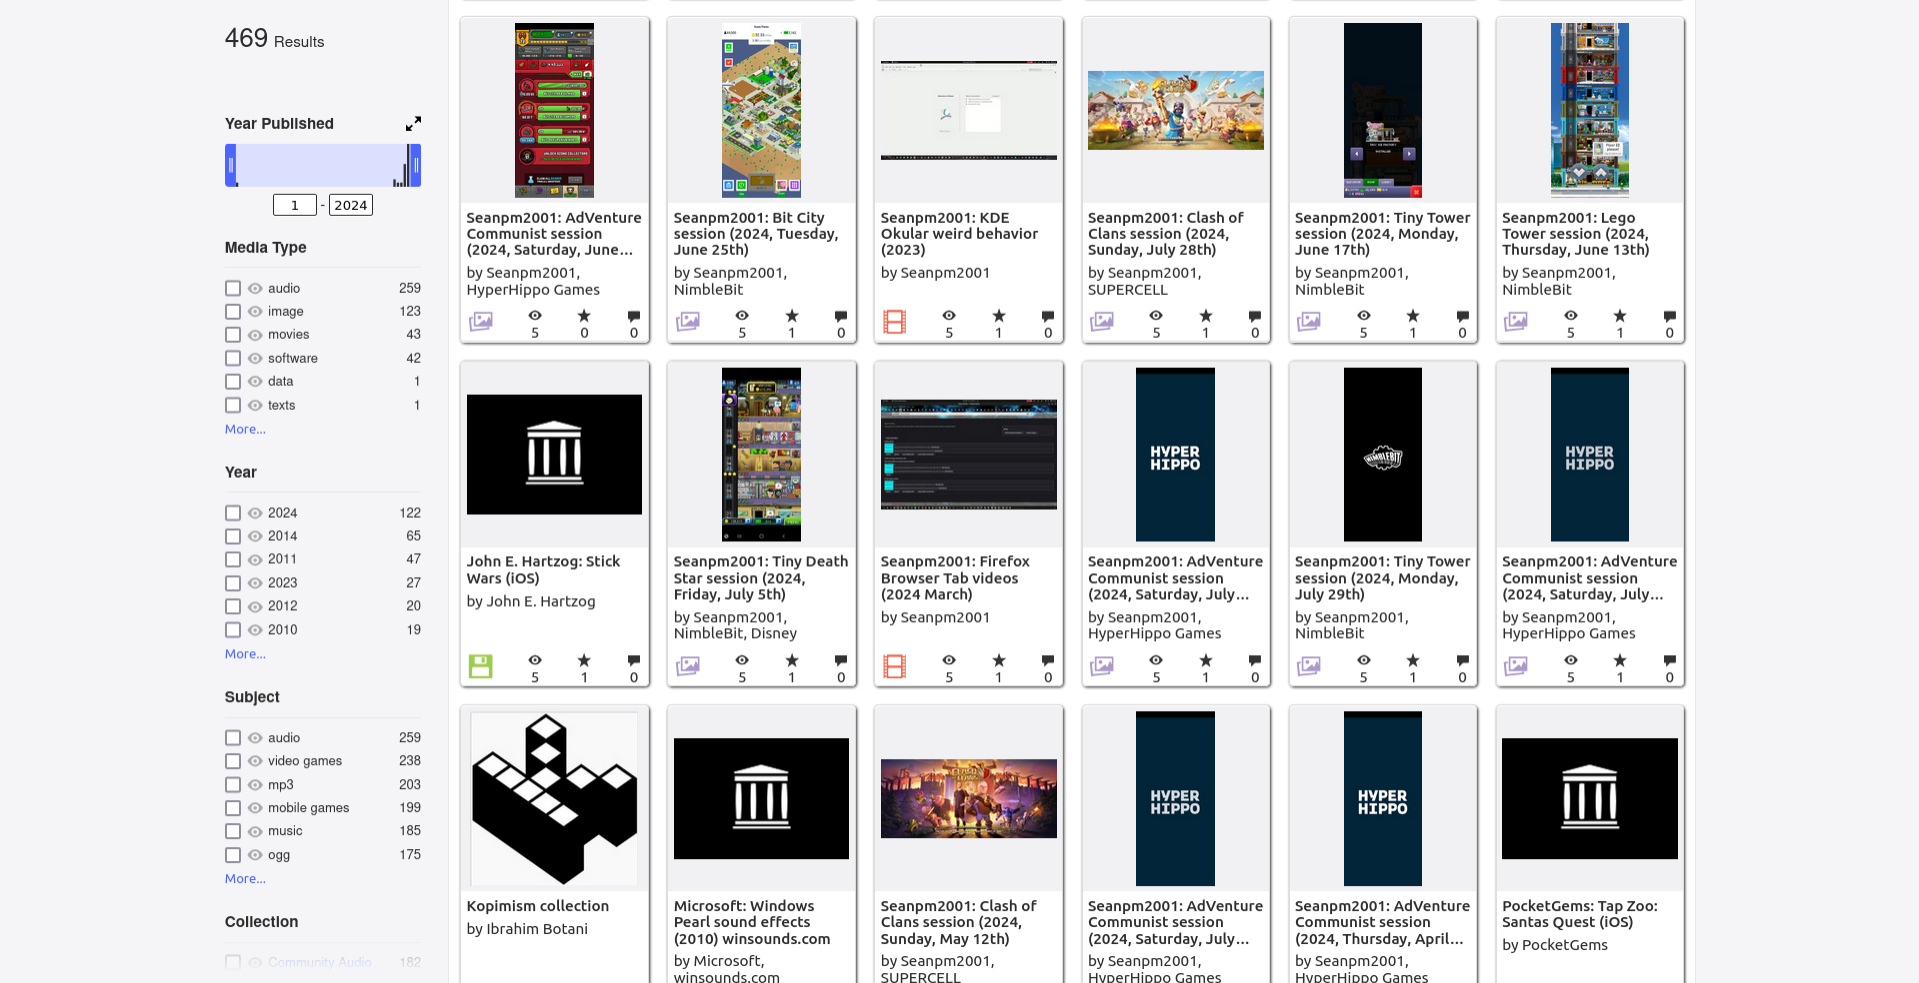 469 Results
Year Published
1 - 2024
Media Type
audio 259
image 123
movies 43
software 42
data 1
texts 1
More...
Year
2024 122
2014 65
2011 47
2023 27
2012 20
2010 19
More...
Subject
audio 259
video games 238
mp3 203
mobile games 199
music 185
ogg 175
More...
Collection
Community Audio 182
Seanpm2001: AdVenture
Communist session
(2024, Saturday, June...
by Seanpm2001,
HyperHippo Games
5 0 0
Seanpm2001: Bit City
session (2024, Tuesday,
June 25th)
by Seanpm2001,
NimbleBit
5 1 0
Seanpm2001: KDE
Okular weird behavior
(2023)
by Seanpm2001
5 1 0
Seanpm2001: Clash of
Clans session (2024,
Sunday, July 28th)
by Seanpm2001,
SUPERCELL
5 1 0
Seanpm2001: Tiny Tower
session (2024, Monday,
June 17th)
by Seanpm2001,
NimbleBit
5 1 0
Seanpm2001: Lego
Tower session (2024,
Thursday, June 13th)
by Seanpm2001,
NimbleBit
5 1 0
John E. Hartzog: Stick
Wars (iOS)
by John E. Hartzog
5 1 0
Seanpm2001: Tiny Death
Star session (2024,
Friday, July 5th)
by Seanpm2001,
NimbleBit, Disney
5 1 0
Seanpm2001: Firefox
Browser Tab videos
(2024 March)
by Seanpm2001
5 1 0
HYPER
HIPPO
Seanpm2001: AdVenture
Communist session
(2024, Saturday, July...
by Seanpm2001,
HyperHippo Games
5 1 0
NIMBLEBIT
Seanpm2001: Tiny Tower
session (2024, Monday,
July 29th)
by Seanpm2001,
NimbleBit
5 1 0
HYPER
HIPPO
Seanpm2001: AdVenture
Communist session
(2024, Saturday, July...
by Seanpm2001,
HyperHippo Games
5 1 0
Kopimism collection
by Ibrahim Botani
Microsoft: Windows
Pearl sound effects
(2010) winsounds.com
by Microsoft,
winsounds.com
Seanpm2001: Clash of
Clans session (2024,
Sunday, May 12th)
by Seanpm2001,
SUPERCELL
HYPER
HIPPO
Seanpm2001: AdVenture
Communist session
(2024, Saturday, July...
by Seanpm2001,
HyperHippo Games
HYPER
HIPPO
Seanpm2001: AdVenture
Communist session
(2024, Thursday, April...
by Seanpm2001,
HyperHippo Games
PocketGems: Tap Zoo:
Santas Quest (iOS)
by PocketGems